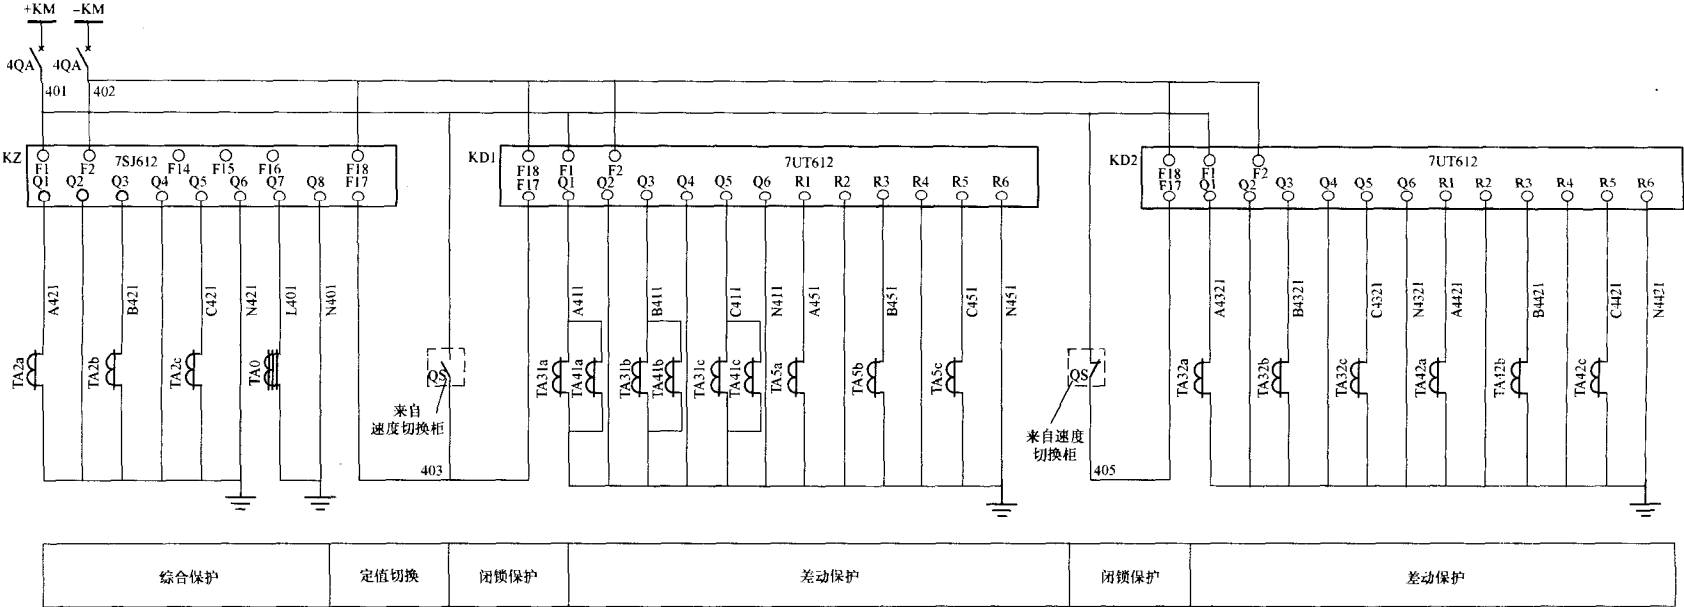 +KM
-KM
4QA
4QA
401
402
KZ
7SJ612
F1
F2
F14
F15
F16
F18
Q1
Q2
Q3
Q4
Q5
Q6
Q7
Q8
F17
KD1
7UT612
F18
F1
F2
F17
Q1
Q2
Q3
Q4
Q5
Q6
R1
R2
R3
R4
R5
R6
KD2
7UT612
F18
F1
F2
F17
Q1
Q2
Q3
Q4
Q5
Q6
R1
R2
R3
R4
R5
R6
A421
B421
C421
N421
L401
N401
A411
B411
C411
N411
A451
B451
C451
N451
A4321
B4321
C4321
N4321
A4421
B4421
C4421
N4421
TA2a
TA2b
TA2c
TA0
QS
来自
速度切换柜
403
TA31a
TA41a
TA31b
TA41b
TA31c
TA41c
TA5a
TA5b
TA5c
QS
来自速度
切换柜
405
TA32a
TA32b
TA32c
TA42a
TA42b
TA42c
综合保护
定值切换
闭锁保护
差动保护
闭锁保护
差动保护